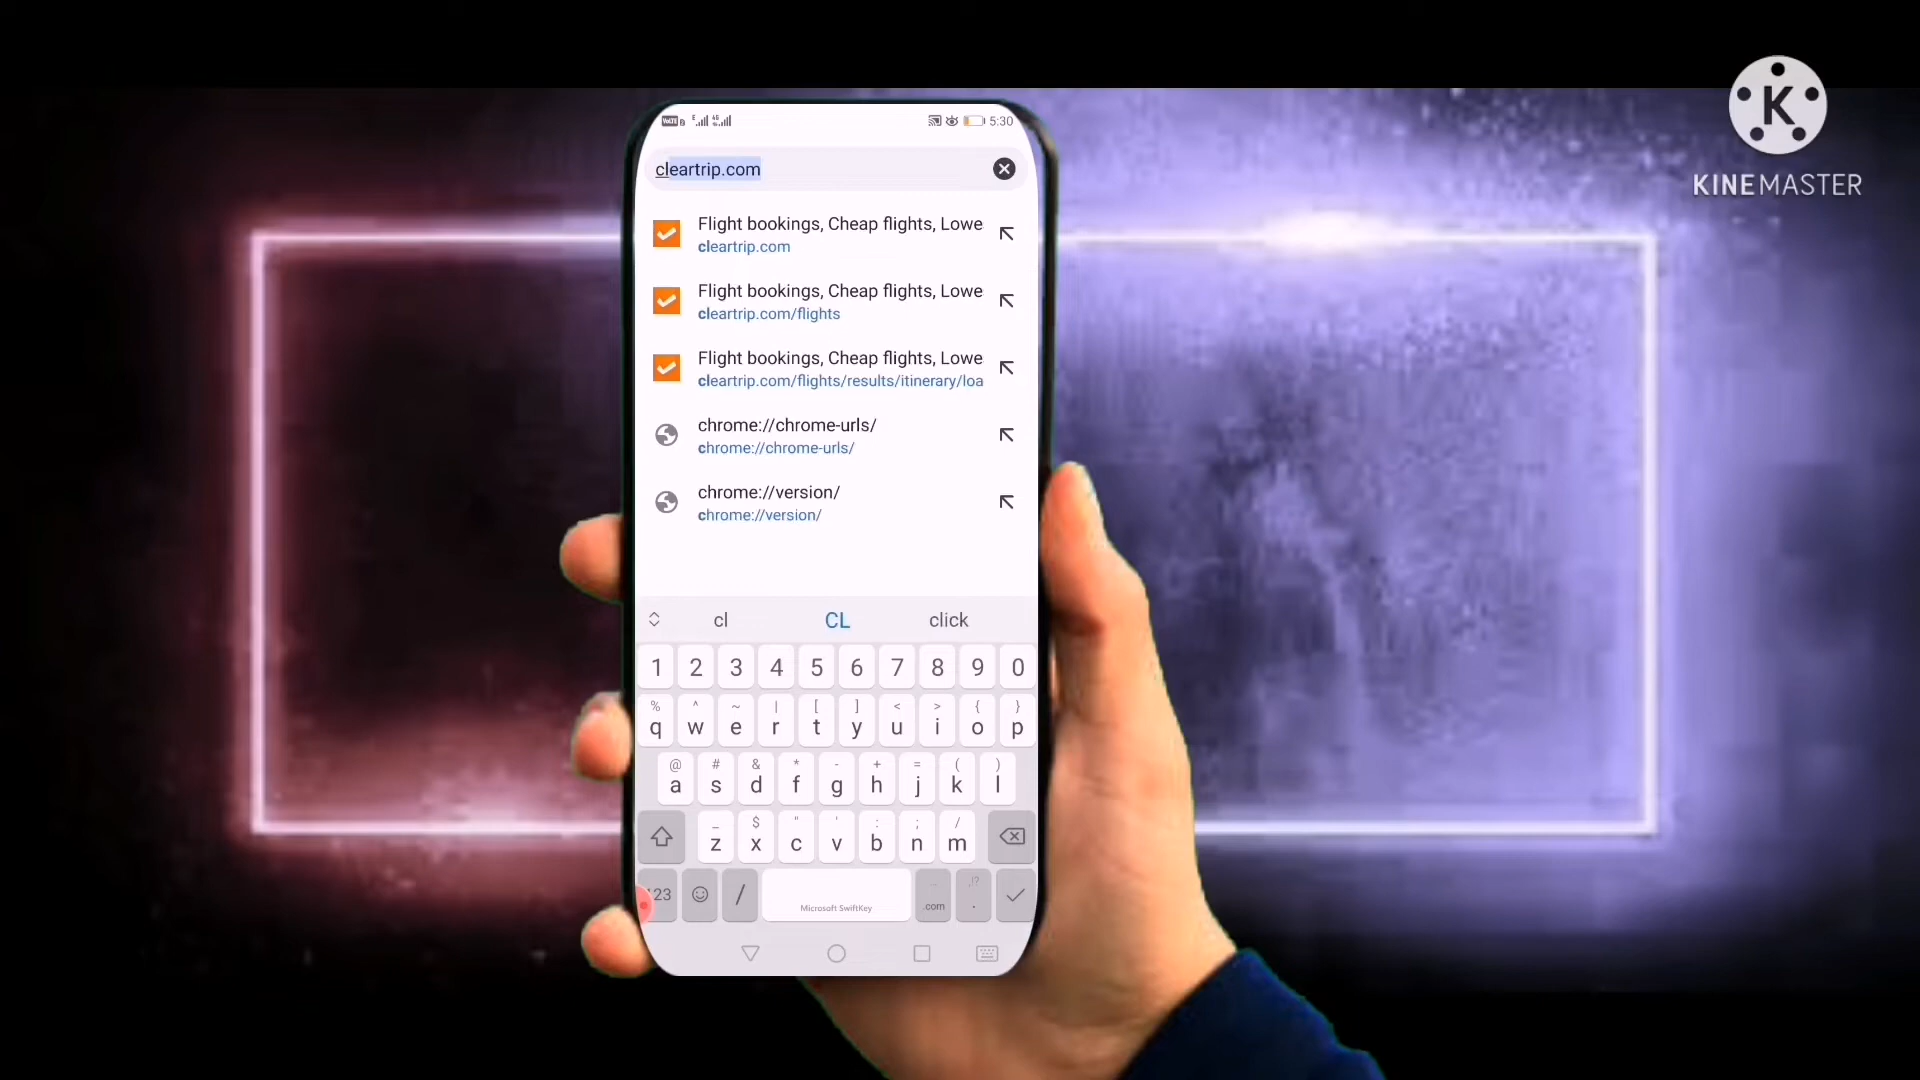 KINEMASTER
5:30
cleartrip.com
Flight bookings, Cheap flights, Lowe
cleartrip.com
Flight bookings, Cheap flights, Lowe
cleartrip.com/flights
Flight bookings, Cheap flights, Lowe
cleartrip.com/flights/results/itinerary/loa
chrome://chrome-urls/
chrome://chrome-urls/
chrome://version/
chrome://version/
cl CL click
1 2 3 4 5 6 7 8 9 0
% ^ ~ | [ ] < > { }
q w e r t y u i o p
@ # & * - + = ( )
a s d f g h j k l
_ $ " ' : ; /
z x c v b n m
123 / Microsoft SwiftKey .com ,!? .